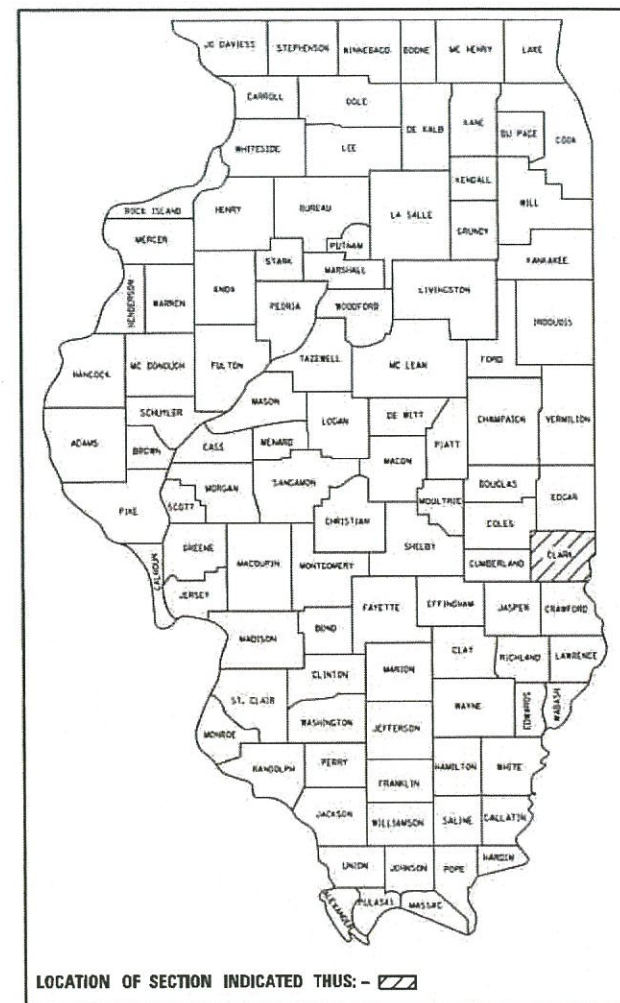 JO DAVIESS STEPHENSON WINNEBAGO BOONE MC HENRY LAKE
CARROLL OGLE DE KALB KANE DU PAGE COOK
WHITESIDE LEE KENDALL WILL
ROCK ISLAND HENRY BUREAU LA SALLE GRUNDY
MERCER PUTNAM KANKAKEE
STARK MARSHALL LIVINGSTON
HENDERSON WARREN KNOX PEORIA WOODFORD IROQUOIS
HANCOCK MC DONOUGH FULTON TAZEWELL MC LEAN FORD
SCHUYLER MASON LOGAN DE WITT CHAMPAIGN VERMILION
ADAMS BROWN CASS MENARD MACON PIATT
PIKE SCOTT MORGAN SANGAMON MOULTRIE DOUGLAS EDGAR
CHRISTIAN COLES
CALHOUN GREENE MACOUPIN MONTGOMERY SHELBY CUMBERLAND CLARK
JERSEY FAYETTE EFFINGHAM JASPER CRAWFORD
MADISON BOND CLAY RICHLAND LAWRENCE
CLINTON MARION
ST. CLAIR WASHINGTON JEFFERSON WAYNE EDWARDS WABASH
MONROE
RANDOLPH PERRY FRANKLIN HAMILTON WHITE
JACKSON WILLIAMSON SALINE GALLATIN
UNION JOHNSON POPE HARDIN
ALEXANDER PULASKI MASSAC
LOCATION OF SECTION INDICATED THUS: -